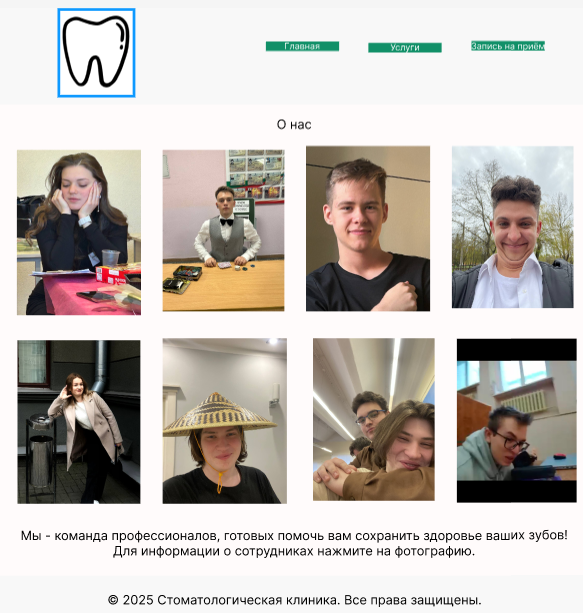 Главная
Услуги
Запись на приём
О нас
Мы - команда профессионалов, готовых помочь вам сохранить здоровье ваших зубов!
Для информации о сотрудниках нажмите на фотографию.
© 2025 Стоматологическая клиника. Все права защищены.